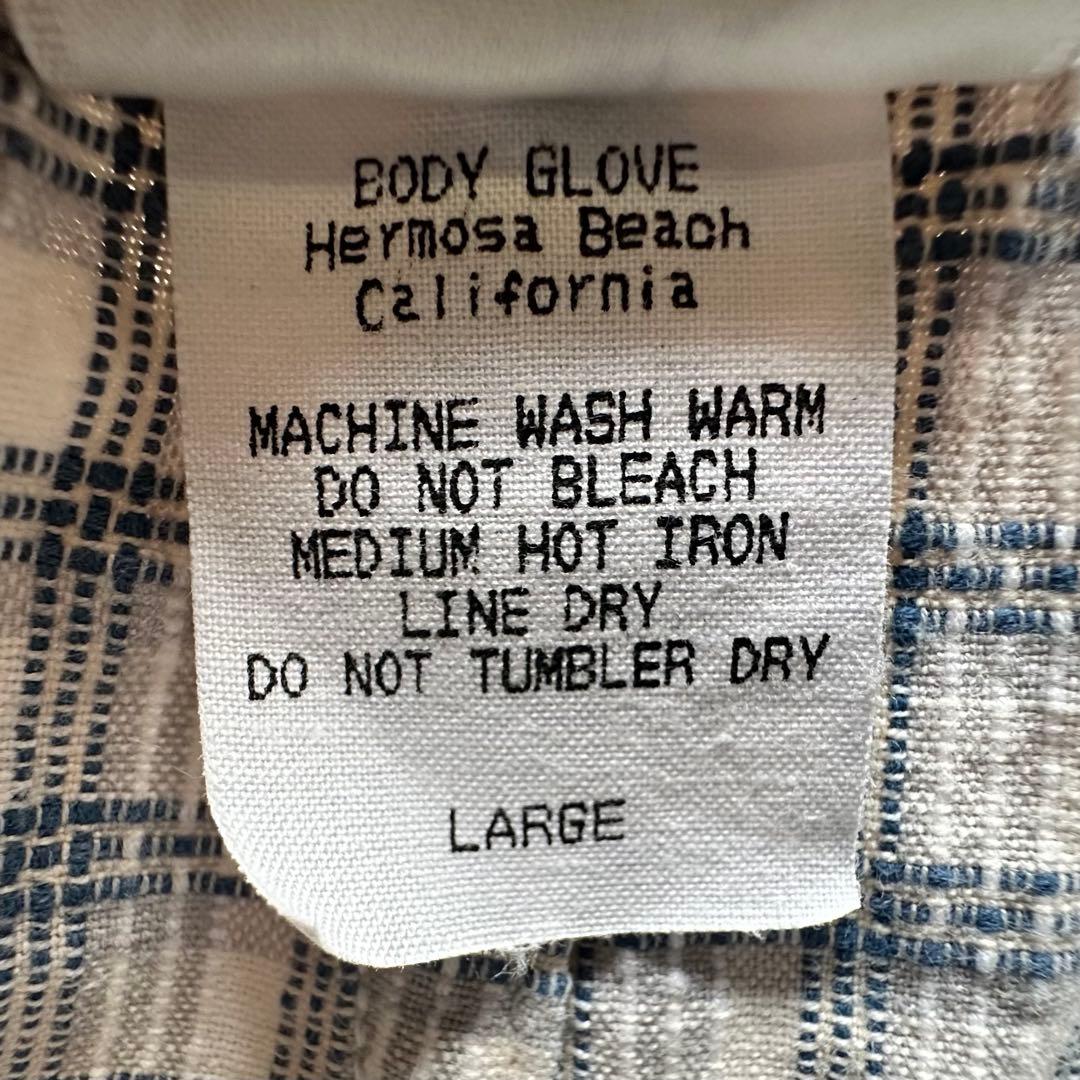 BODY GLOVE
Hermosa Beach
California
MACHINE WASH WARM
DO NOT BLEACH
MEDIUM HOT IRON
LINE DRY
DO NOT TUMBLER DRY
LARGE